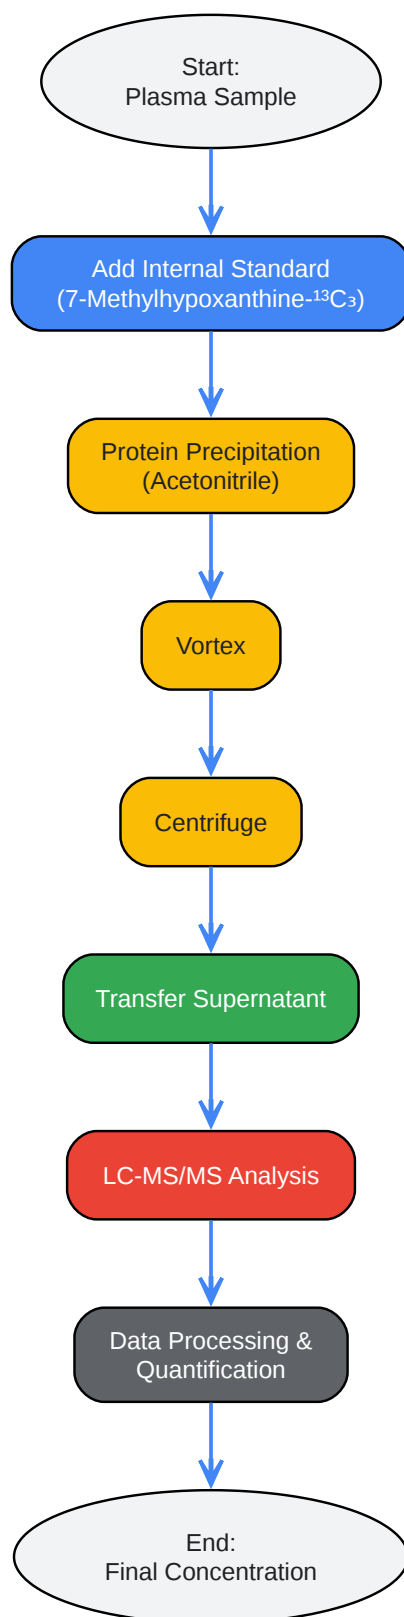 Start:
Plasma Sample
Add Internal Standard
(7-Methylhypoxanthine-¹³C₃)
Protein Precipitation
(Acetonitrile)
Vortex
Centrifuge
Transfer Supernatant
LC-MS/MS Analysis
Data Processing &
Quantification
End:
Final Concentration